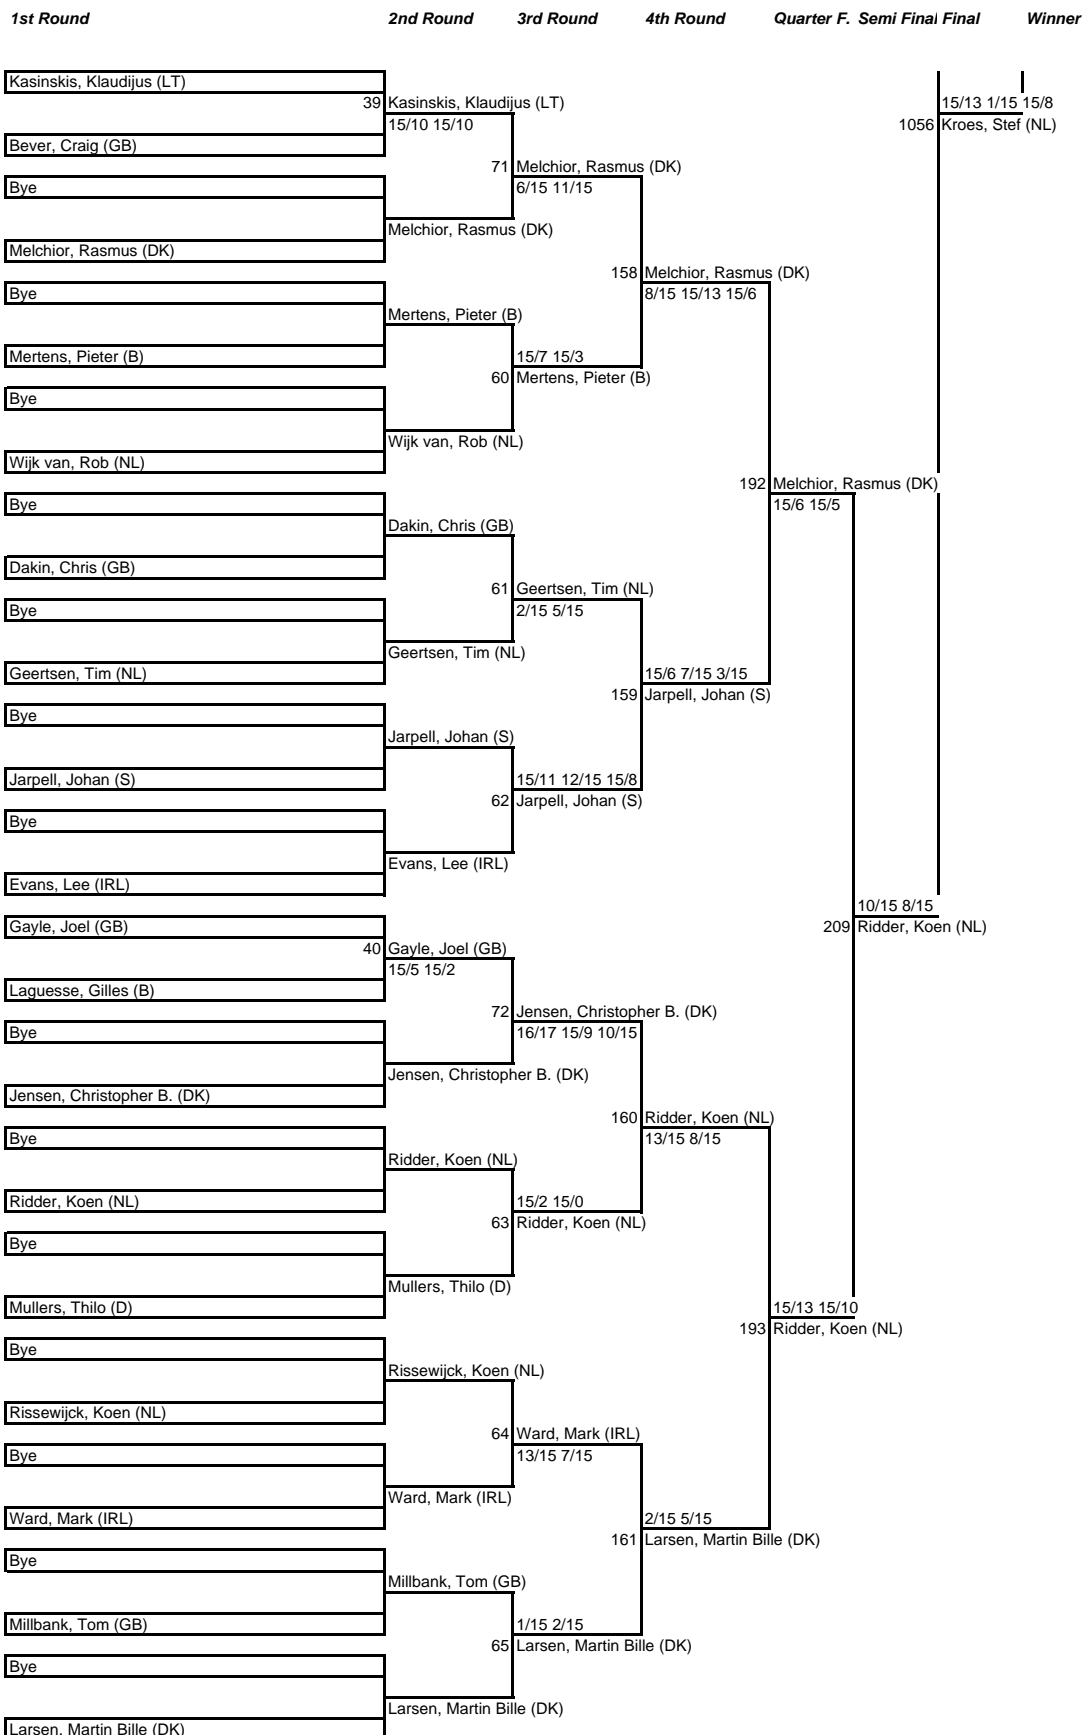 1st Round 2nd Round 3rd Round 4th Round Quarter F. Semi Final Final Winner
Kasinskis, Klaudijus (LT)
39 Kasinskis, Klaudijus (LT) 15/13 1/15 15/8
15/10 15/10 1056 Kroes, Stef (NL)
Bever, Craig (GB)
71 Melchior, Rasmus (DK)
Bye 6/15 11/15
Melchior, Rasmus (DK)
Melchior, Rasmus (DK)
158 Melchior, Rasmus (DK)
Bye 8/15 15/13 15/6
Mertens, Pieter (B)
Mertens, Pieter (B) 15/7 15/3
60 Mertens, Pieter (B)
Bye
Wijk van, Rob (NL)
Wijk van, Rob (NL)
192 Melchior, Rasmus (DK)
Bye 15/6 15/5
Dakin, Chris (GB)
Dakin, Chris (GB)
61 Geertsen, Tim (NL)
Bye 2/15 5/15
Geertsen, Tim (NL)
Geertsen, Tim (NL) 15/6 7/15 3/15
159 Jarpell, Johan (S)
Bye
Jarpell, Johan (S)
Jarpell, Johan (S) 15/11 12/15 15/8
62 Jarpell, Johan (S)
Bye
Evans, Lee (IRL)
Evans, Lee (IRL)
10/15 8/15
Gayle, Joel (GB) 209 Ridder, Koen (NL)
40 Gayle, Joel (GB)
15/5 15/2
Laguesse, Gilles (B)
72 Jensen, Christopher B. (DK)
Bye 16/17 15/9 10/15
Jensen, Christopher B. (DK)
Jensen, Christopher B. (DK)
160 Ridder, Koen (NL)
Bye 13/15 8/15
Ridder, Koen (NL)
Ridder, Koen (NL) 15/2 15/0
63 Ridder, Koen (NL)
Bye
Mullers, Thilo (D)
Mullers, Thilo (D) 15/13 15/10
193 Ridder, Koen (NL)
Bye
Rissewijck, Koen (NL)
Rissewijck, Koen (NL)
64 Ward, Mark (IRL)
Bye 13/15 7/15
Ward, Mark (IRL)
Ward, Mark (IRL) 2/15 5/15
161 Larsen, Martin Bille (DK)
Bye
Millbank, Tom (GB)
Millbank, Tom (GB) 1/15 2/15
65 Larsen, Martin Bille (DK)
Bye
Larsen, Martin Bille (DK)
Larsen, Martin Bille (DK)